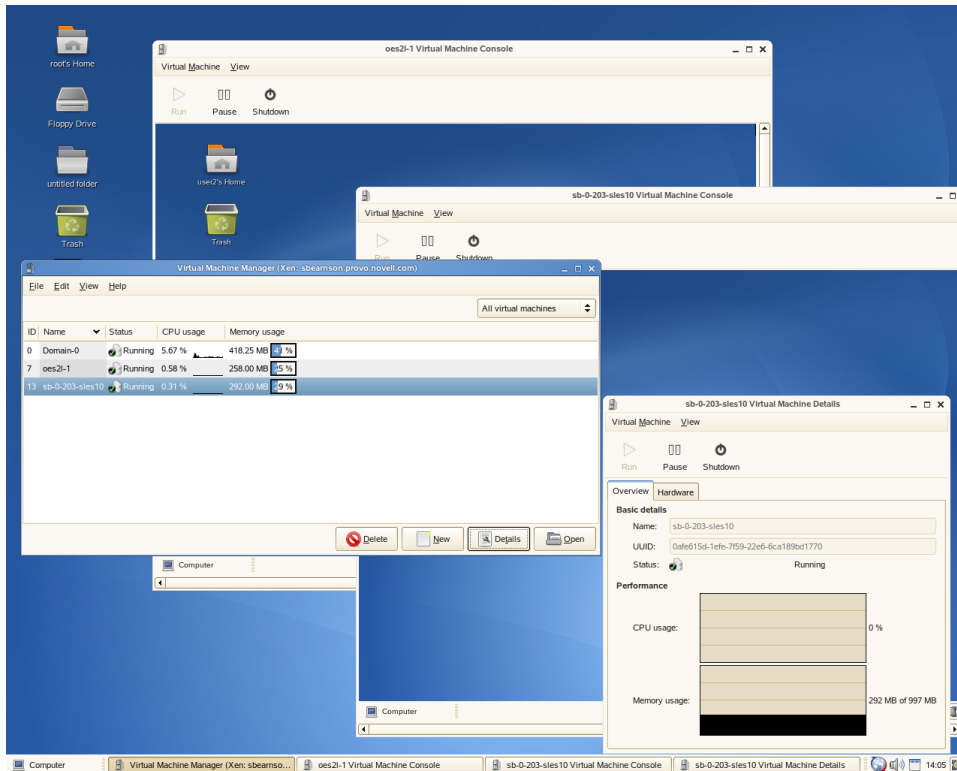 root's Home
Floppy Drive
untitled folder
Trash
oes2l-1 Virtual Machine Console
Virtual Machine View
Run Pause Shutdown
user2's Home
Trash
sb-0-203-sles10 Virtual Machine Console
Virtual Machine View
Run Pause Shutdown
Virtual Machine Manager (Xen: sbearnson.provo.novell.com)
File Edit View Help
All virtual machines
ID Name Status CPU usage Memory usage
0 Domain-0 Running 5.67 % 418.25 MB 41 %
7 oes2l-1 Running 0.58 % 258.00 MB 25 %
13 sb-0-203-sles10 Running 0.31 % 292.00 MB 29 %
Delete New Details Open
Computer
Computer
sb-0-203-sles10 Virtual Machine Details
Virtual Machine View
Run Pause Shutdown
Overview Hardware
Basic details
Name: sb-0-203-sles10
UUID: 0afe615d-1efe-7f59-22e6-6ca189bd1770
Status: Running
Performance
CPU usage: 0 %
Memory usage: 292 MB of 997 MB
Computer Virtual Machine Manager (Xen: sbearnso... oes2l-1 Virtual Machine Console sb-0-203-sles10 Virtual Machine Console sb-0-203-sles10 Virtual Machine Details 14:05